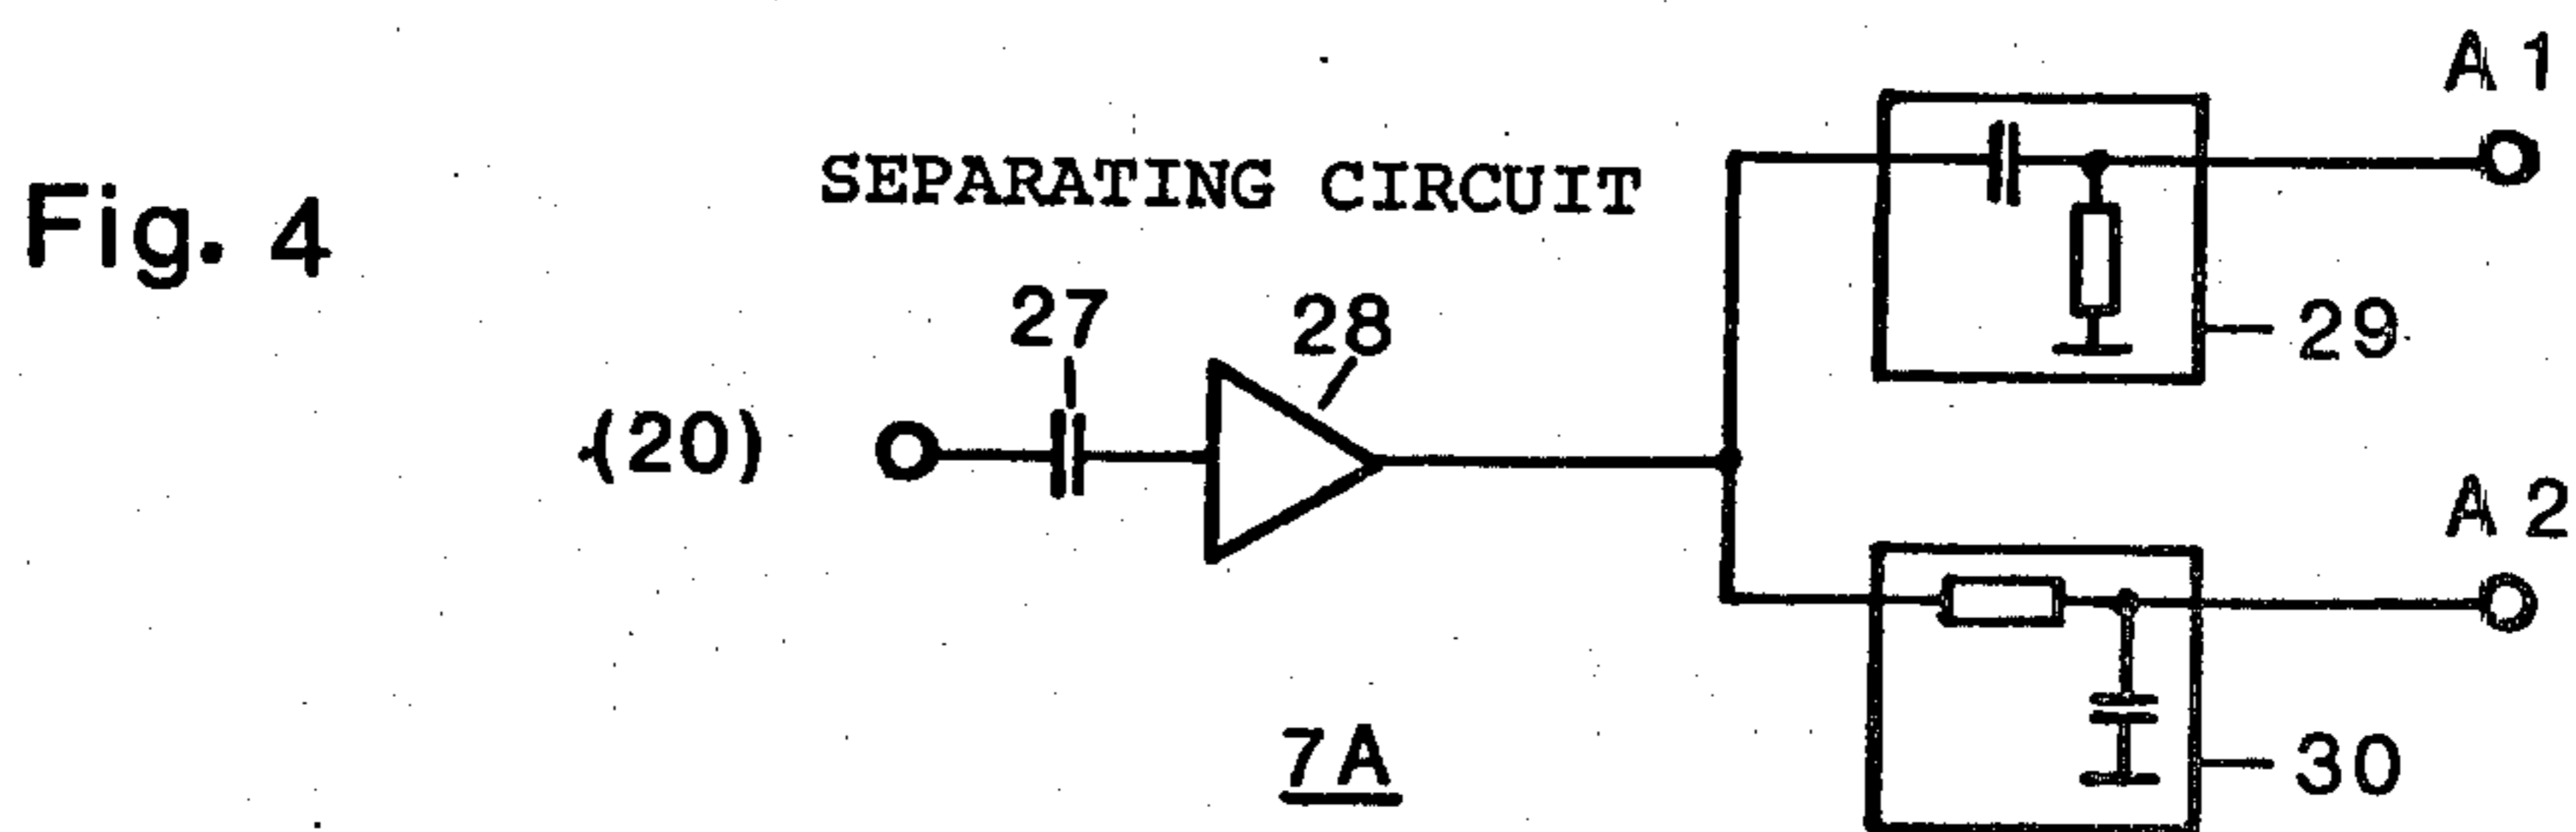 Fig. 4
SEPARATING CIRCUIT
A 1
27
28
29
(20)
A 2
7A
30